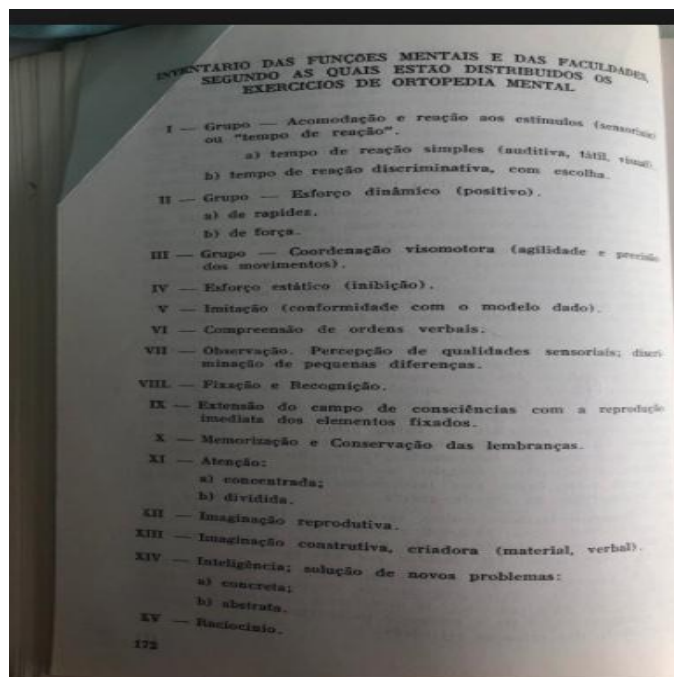 INVENTÁRIO DAS FUNÇÕES MENTAIS E DAS FACULDADES,
SEGUNDO AS QUAIS ESTÃO DISTRIBUIDOS OS
EXERCICIOS DE ORTOPEDIA MENTAL
I — Grupo — Acomodação e reação aos estímulos (sensoriais)
ou "tempo de reação".
a) tempo de reação simples (auditiva, tátil, visual).
b) tempo de reação discriminativa, com escolha.
II — Grupo — Esforço dinâmico (positivo).
a) de rapidez.
b) de força.
III — Grupo — Coordenação visomotora (agilidade e precisão
dos movimentos).
IV — Esforço estático (inibição).
V — Imitação (conformidade com o modelo dado).
VI — Compreensão de ordens verbais.
VII — Observação. Percepção de qualidades sensoriais; discri-
minação de pequenas diferenças.
VIII. — Fixação e Recognição.
IX — Extensão do campo de consciências com a reprodução
imediata dos elementos fixados.
X — Memorização e Conservação das lembranças.
XI — Atenção:
a) concentrada;
b) dividida.
XII — Imaginação reprodutiva.
XIII — Imaginação construtiva, criadora (material, verbal).
XIV — Inteligência; solução de novos problemas:
a) concreta;
b) abstrata.
XV — Raciocínio.
172